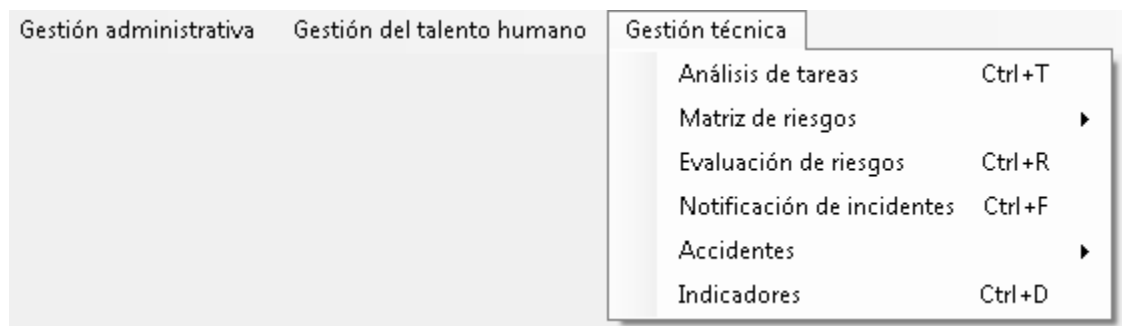 Gestión administrativa Gestión del talento humano Gestión técnica
Análisis de tareas Ctrl+T
Matriz de riesgos
Evaluación de riesgos Ctrl+R
Notificación de incidentes Ctrl+F
Accidentes
Indicadores Ctrl+D